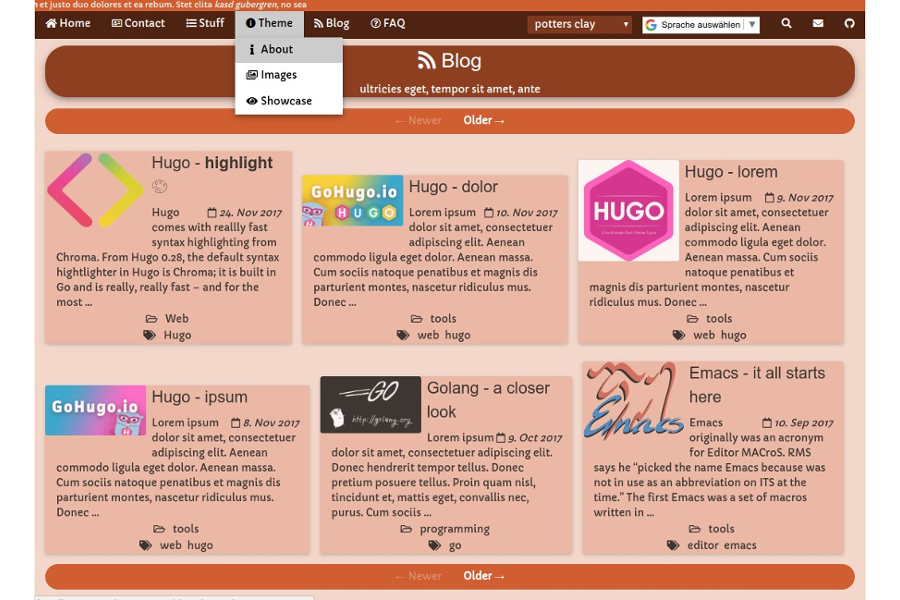 et justo duo dolores et ea rebum. Stet clita kasd gubergren, no sea
Home Contact Stuff Theme Blog FAQ potters clay Sprache auswählen ▼
About
Images
Showcase
Blog
ultricies eget, tempor sit amet, ante
← Newer Older →
Hugo - highlight
Hugo 24. Nov 2017
comes with reallly fast
syntax highlighting from
Chroma. From Hugo 0.28, the default syntax
hightlighter in Hugo is Chroma; it is built in
Go and is really, really fast – and for the
most ...
Web
Hugo
GoHugo.io
HUGO
Hugo - dolor
Lorem ipsum 10. Nov 2017
dolor sit amet, consectetuer
adipiscing elit. Aenean
commodo ligula eget dolor. Aenean massa.
Cum sociis natoque penatibus et magnis dis
parturient montes, nascetur ridiculus mus.
Donec ...
tools
web hugo
HUGO
Hugo - lorem
Lorem ipsum 9. Nov 2017
dolor sit amet, consectetuer
adipiscing elit. Aenean
commodo ligula eget dolor.
Aenean massa. Cum sociis
natoque penatibus et
magnis dis parturient montes, nascetur
ridiculus mus. Donec ...
tools
web hugo
GoHugo.io
Hugo - ipsum
Lorem ipsum 8. Nov 2017
dolor sit amet, consectetuer
adipiscing elit. Aenean
commodo ligula eget dolor. Aenean massa.
Cum sociis natoque penatibus et magnis dis
parturient montes, nascetur ridiculus mus.
Donec ...
tools
web hugo
GO
http://golang.org
Golang - a closer
look
Lorem ipsum 9. Oct 2017
dolor sit amet, consectetuer adipiscing elit.
Donec hendrerit tempor tellus. Donec
pretium posuere tellus. Proin quam nisl,
tincidunt et, mattis eget, convallis nec,
purus. Cum sociis ...
programming
go
Emacs
Emacs - it all starts
here
Emacs 10. Sep 2017
originally was an acronym
for Editor MACroS. RMS
says he “picked the name Emacs because was
not in use as an abbreviation on ITS at the
time.” The first Emacs was a set of macros
written in ...
tools
editor emacs
← Newer Older →